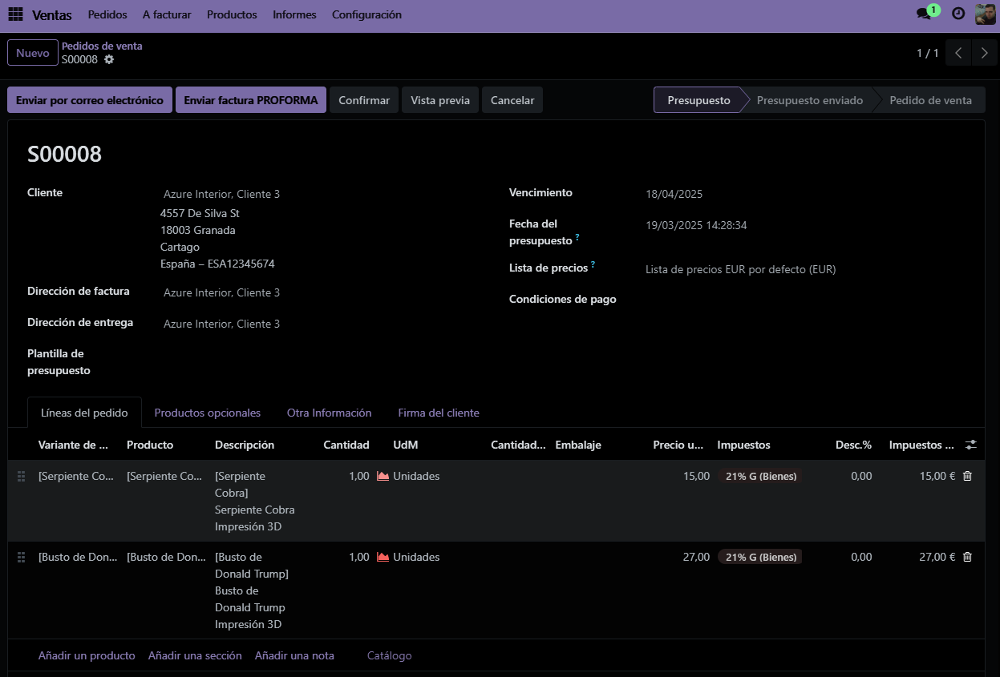 Ventas Pedidos A facturar Productos Informes Configuración 1
Nuevo Pedidos de venta
S00008 1 / 1
Enviar por correo electrónico Enviar factura PROFORMA Confirmar Vista previa Cancelar Presupuesto Presupuesto enviado Pedido de venta
S00008
Cliente Azure Interior, Cliente 3
4557 De Silva St
18003 Granada
Cartago
España – ESA12345674
Dirección de factura Azure Interior, Cliente 3
Dirección de entrega Azure Interior, Cliente 3
Plantilla de
presupuesto
Vencimiento 18/04/2025
Fecha del
presupuesto ? 19/03/2025 14:28:34
Lista de precios ? Lista de precios EUR por defecto (EUR)
Condiciones de pago
Líneas del pedido Productos opcionales Otra Información Firma del cliente
Variante de ... Producto Descripción Cantidad UdM Cantidad... Embalaje Precio u... Impuestos Desc.% Impuestos ...
[Serpiente Co... [Serpiente Co... [Serpiente 1,00 Unidades 15,00 21% G (Bienes) 0,00 15,00 €
Cobra]
Serpiente Cobra
Impresión 3D
[Busto de Don... [Busto de Don... [Busto de 1,00 Unidades 27,00 21% G (Bienes) 0,00 27,00 €
Donald Trump]
Busto de
Donald Trump
Impresión 3D
Añadir un producto Añadir una sección Añadir una nota Catálogo